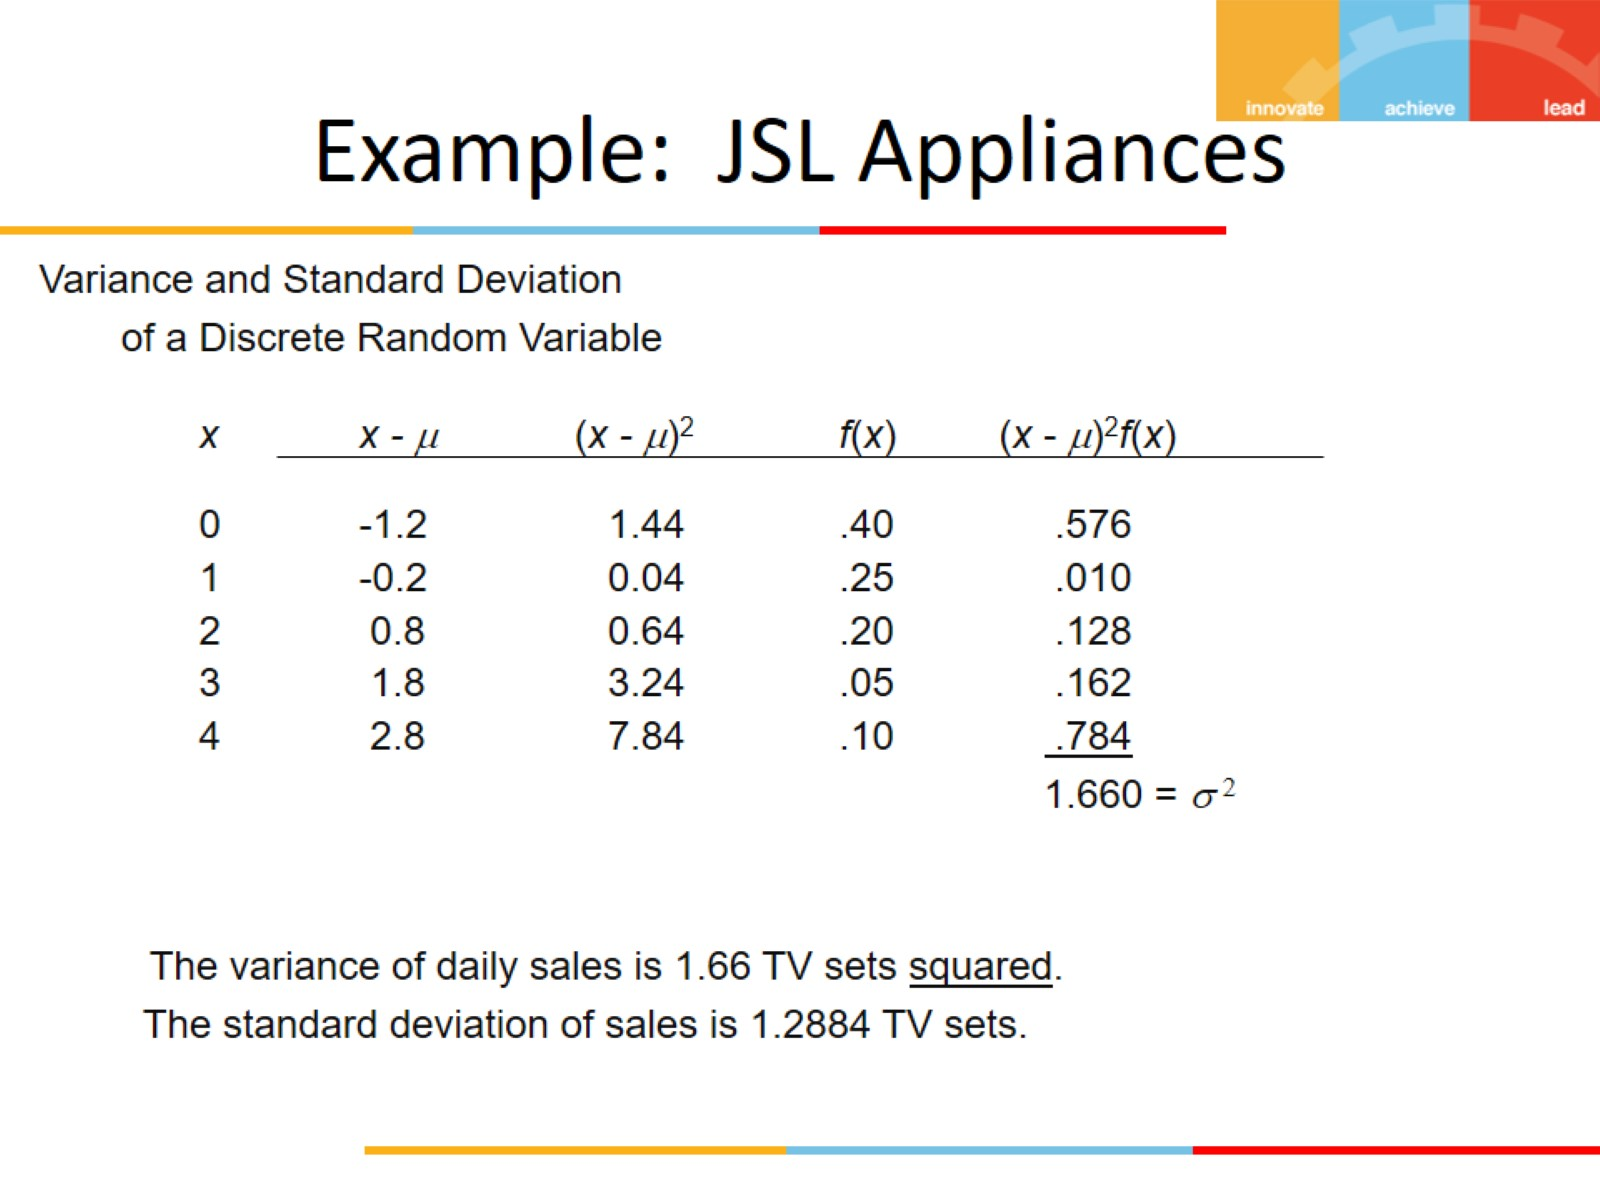 innovate achieve lead
Example: JSL Appliances
Variance and Standard Deviation
of a Discrete Random Variable
x x - μ (x - μ)² f(x) (x - μ)²f(x)
0 -1.2 1.44 .40 .576
1 -0.2 0.04 .25 .010
2 0.8 0.64 .20 .128
3 1.8 3.24 .05 .162
4 2.8 7.84 .10 .784
1.660 = σ²
The variance of daily sales is 1.66 TV sets squared.
The standard deviation of sales is 1.2884 TV sets.